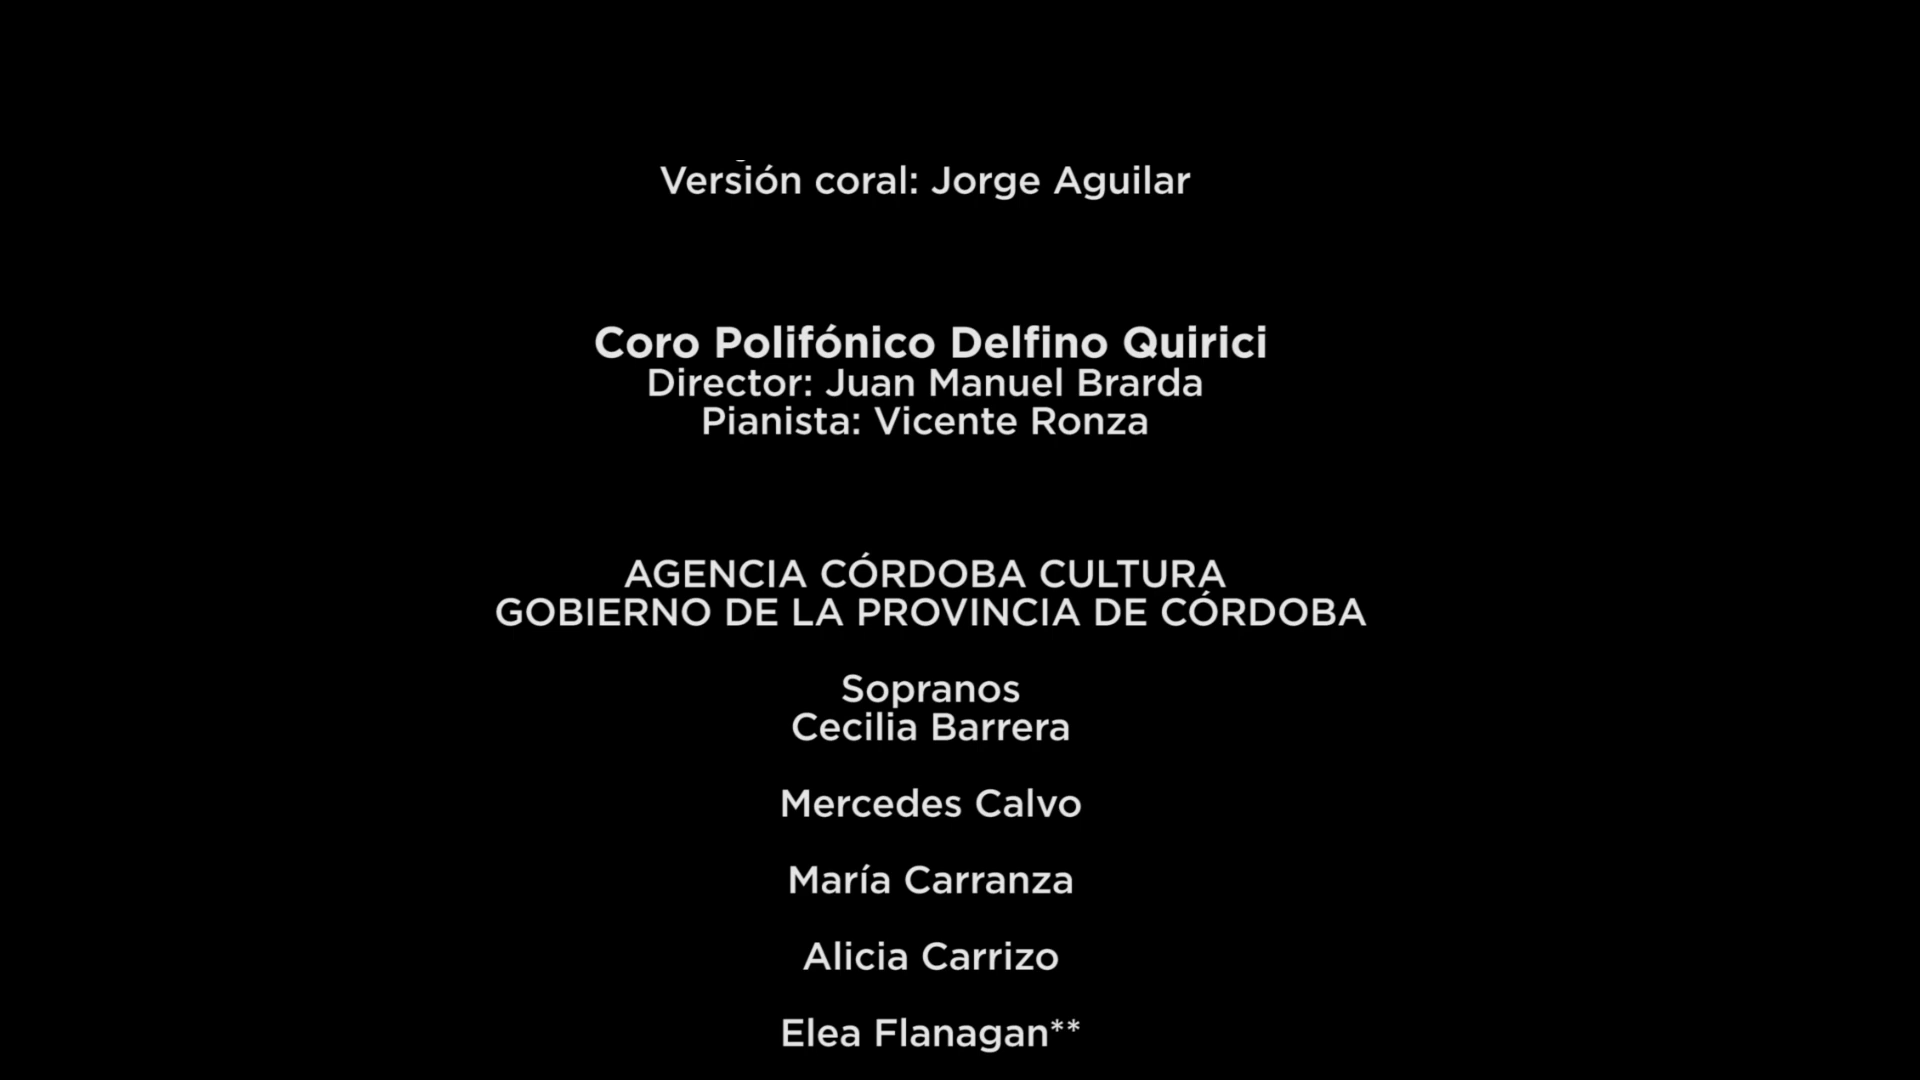 Versión coral: Jorge Aguilar
Coro Polifónico Delfino Quirici
Director: Juan Manuel Brarda
Pianista: Vicente Ronza
AGENCIA CÓRDOBA CULTURA
GOBIERNO DE LA PROVINCIA DE CÓRDOBA
Sopranos
Cecilia Barrera
Mercedes Calvo
María Carranza
Alicia Carrizo
Elea Flanagan**